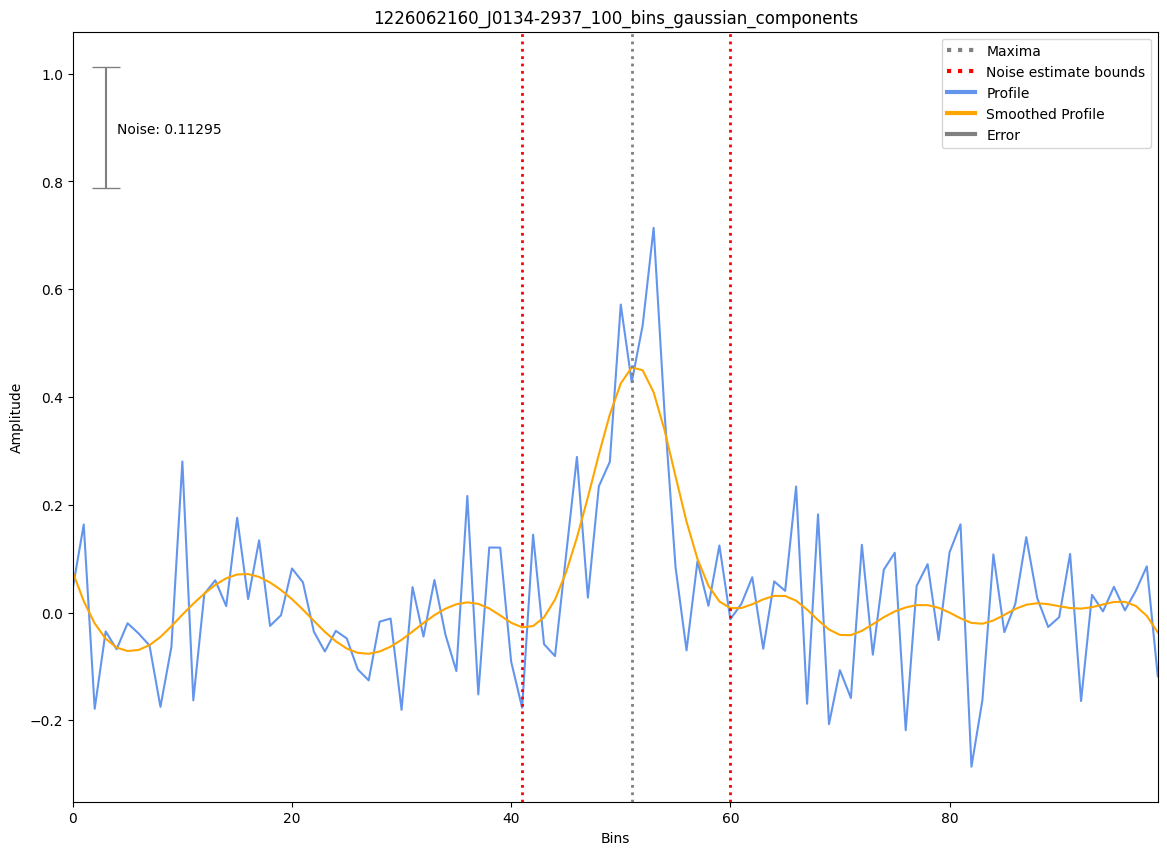 1226062160_J0134-2937_100_bins_gaussian_components
Maxima
Noise estimate bounds
Profile
Smoothed Profile
Error
Noise: 0.11295
Amplitude
1.0
0.8
0.6
0.4
0.2
0.0
−0.2
0 20 40 60 80
Bins